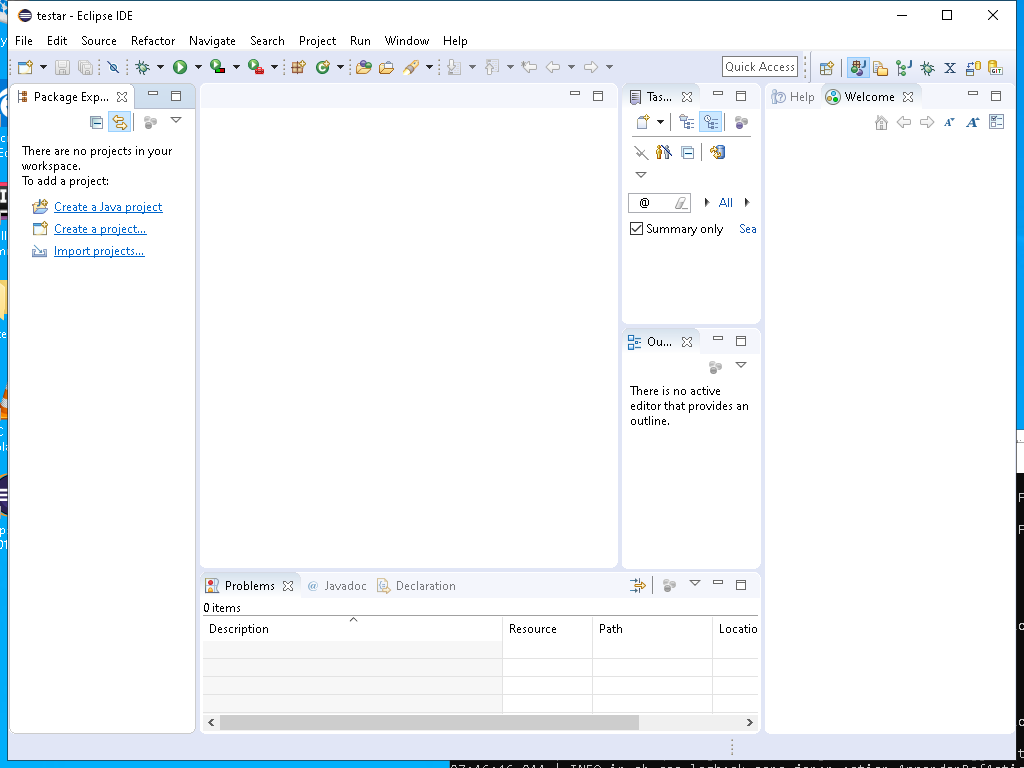 testar - Eclipse IDE
File Edit Source Refactor Navigate Search Project Run Window Help
Quick Access
Package Exp...
There are no projects in your
workspace.
To add a project:
Create a Java project
Create a project...
Import projects...
Tas...
@ All
Summary only Sea
Ou...
There is no active
editor that provides an
outline.
Help Welcome
Problems @ Javadoc Declaration
0 items
Description Resource Path Locatio